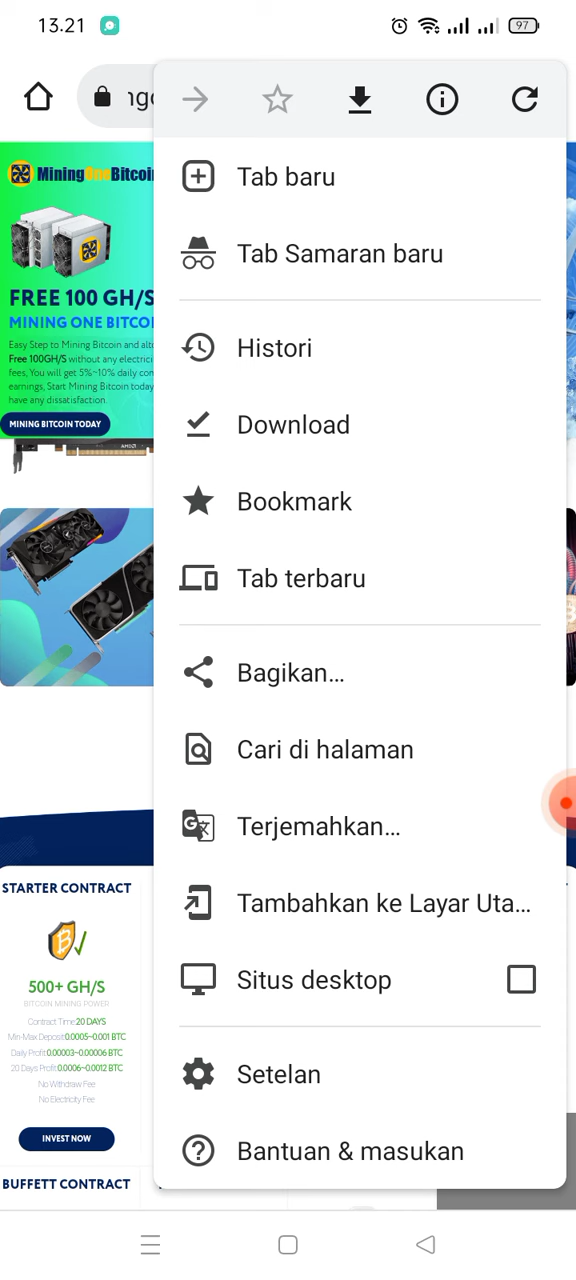 13.21
97
Tab baru
Tab Samaran baru
Histori
Download
Bookmark
Tab terbaru
Bagikan...
Cari di halaman
Terjemahkan...
Tambahkan ke Layar Uta...
Situs desktop
Setelan
Bantuan & masukan
MiningOneBitcoin
FREE 100 GH/S
MINING ONE BITCO
Easy Step to Mining Bitcoin and
Free 100GH/S without any
fees, You will get 5%~10% daily
earnings, Start Mining Bitcoin today
have any dissatisfaction.
MINING BITCOIN TODAY
AMD
STARTER CONTRACT
500+ GH/S
BITCOIN MINING POWER
Contract Time:20 DAYS
Min-Max Deposit:0.0005~0.001 BTC
Daily Profit:0.00003~0.00006 BTC
20 Days Profit:0.0006~0.0012 BTC
No Withdraw Fee
No Electricity Fee
INVEST NOW
BUFFETT CONTRACT